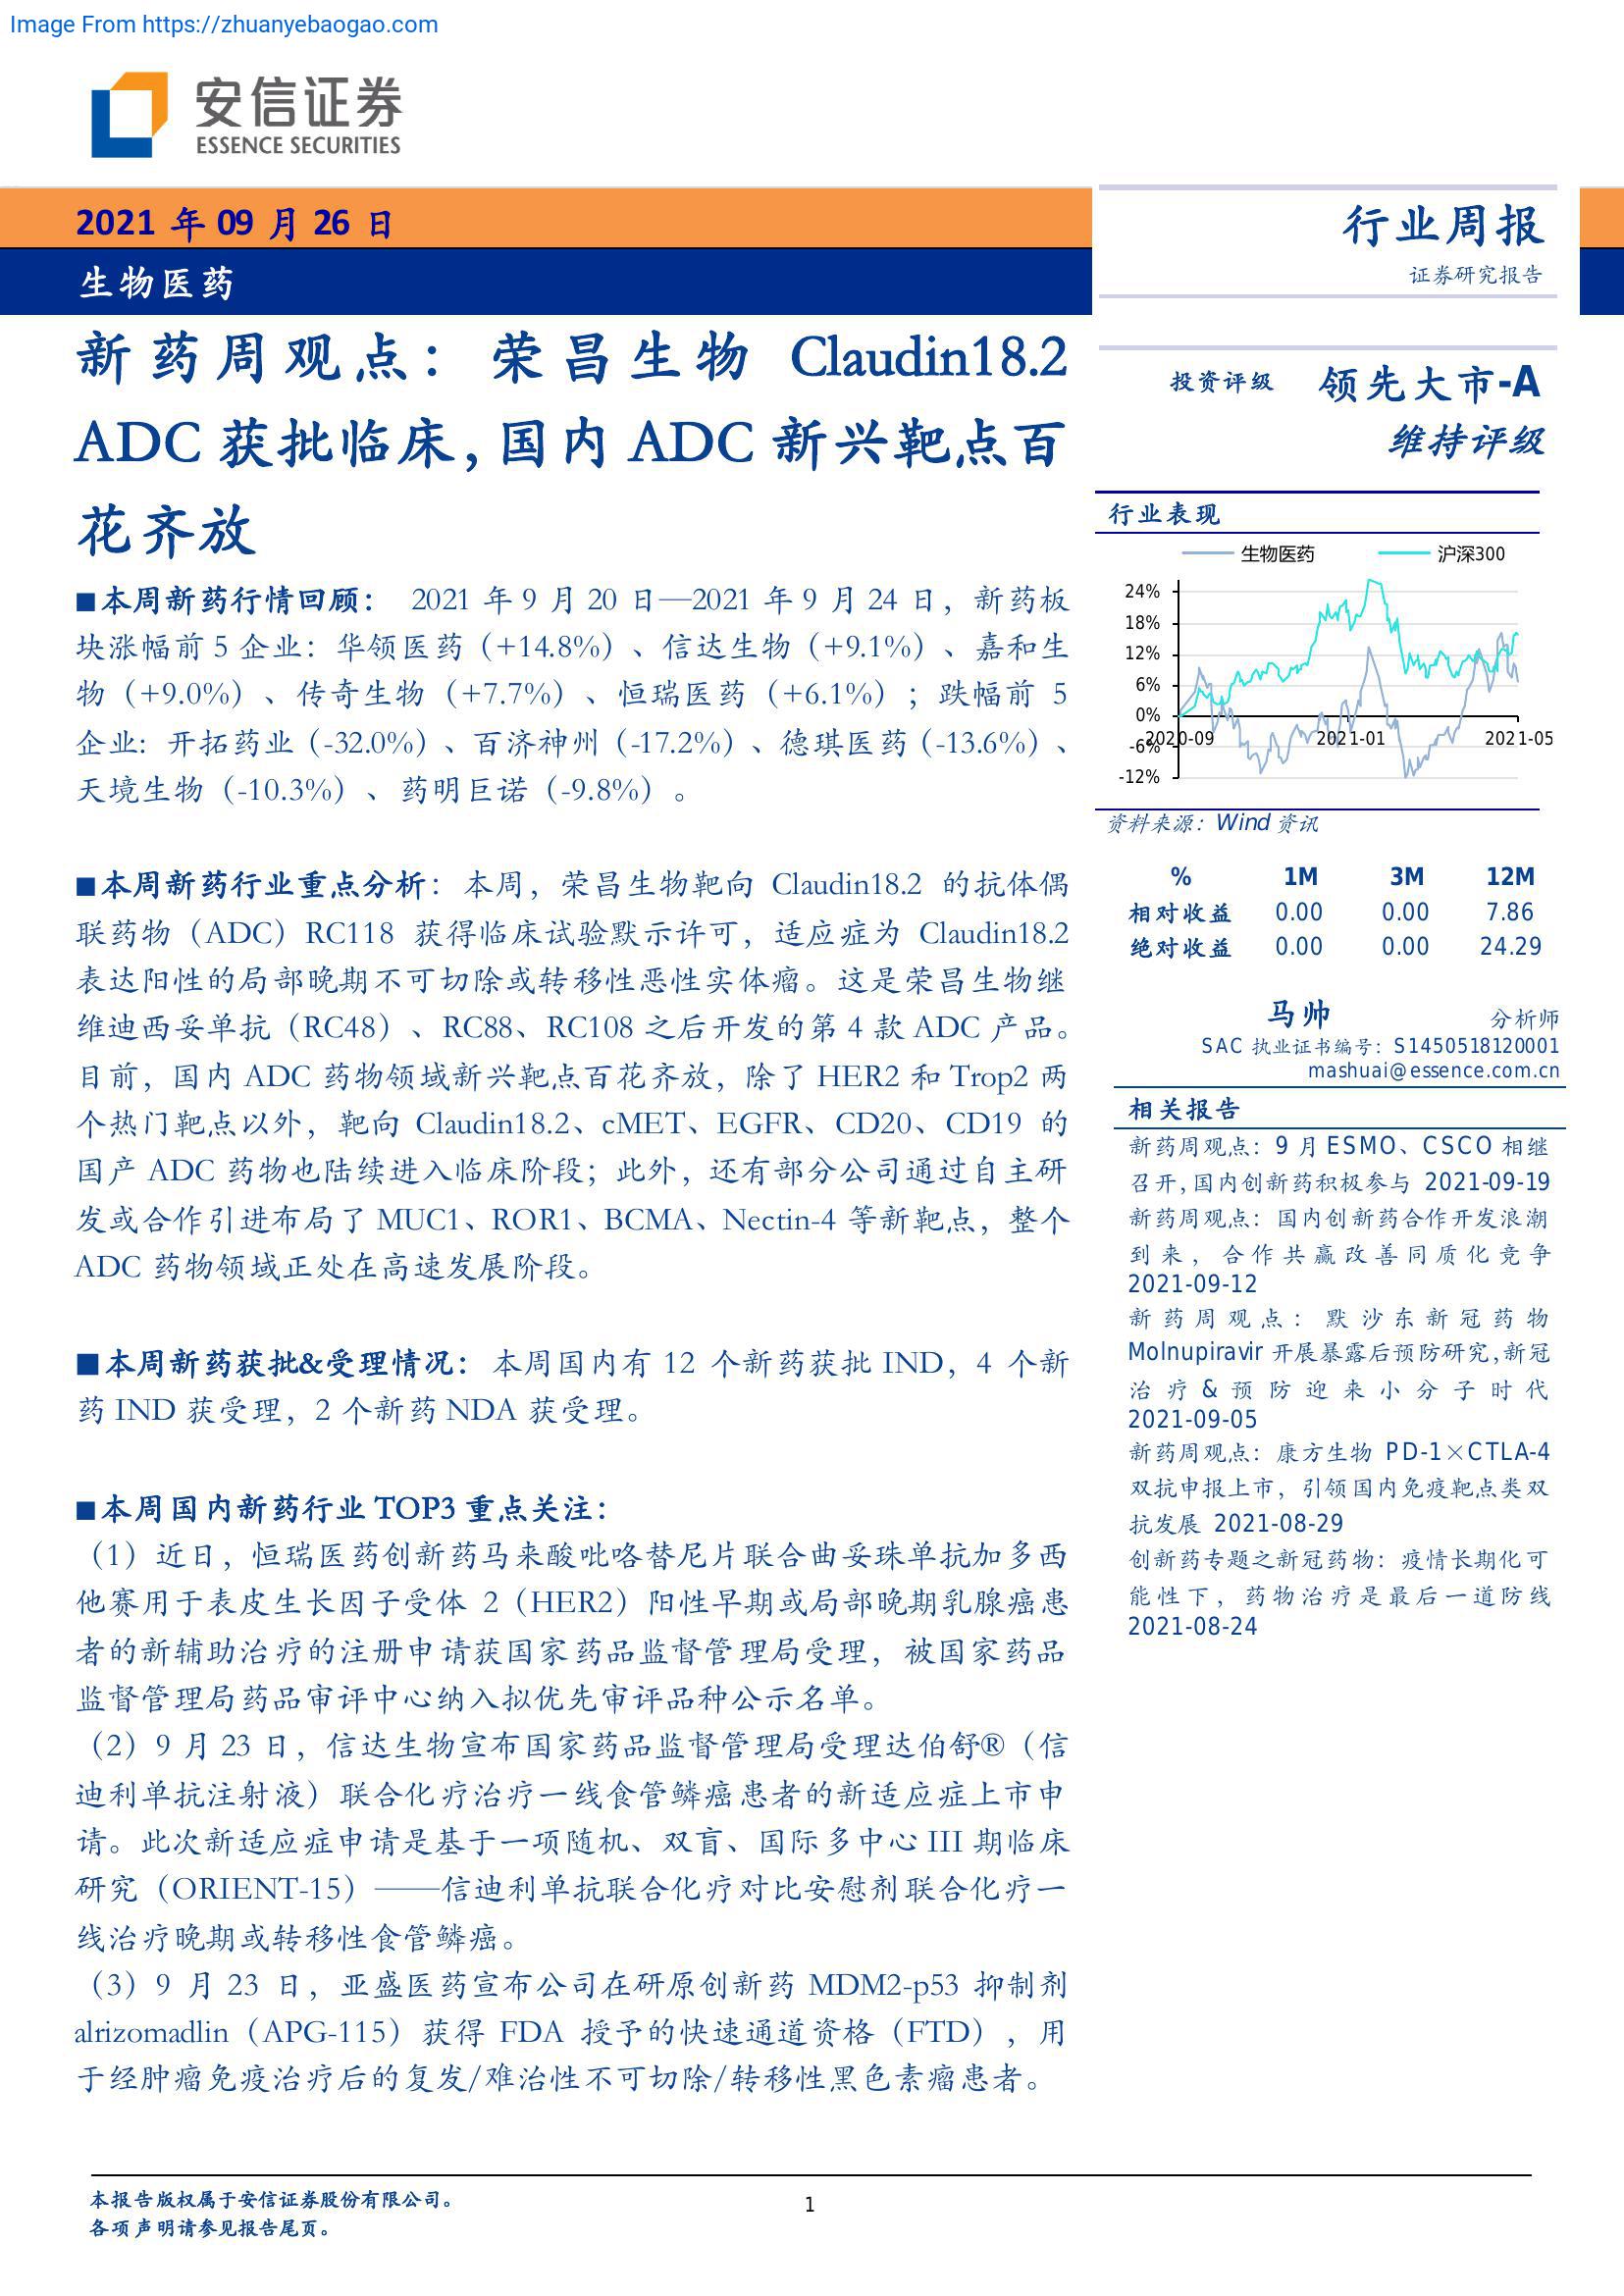 Image From https://zhuanyebaogao.com
安信证券
ESSENCE SECURITIES
2021 年 09 月 26 日
生物医药
行业周报
证券研究报告
新药周观点：荣昌生物 Claudin18.2
ADC 获批临床，国内 ADC 新兴靶点百
花齐放
■本周新药行情回顾： 2021 年 9 月 20 日—2021 年 9 月 24 日，新药板
块涨幅前 5 企业：华领医药（+14.8%）、信达生物（+9.1%）、嘉和生
物（+9.0%）、传奇生物（+7.7%）、恒瑞医药（+6.1%）；跌幅前 5
企业：开拓药业（-32.0%）、百济神州（-17.2%）、德琪医药（-13.6%）、
天境生物（-10.3%）、药明巨诺（-9.8%）。
■本周新药行业重点分析：本周，荣昌生物靶向 Claudin18.2 的抗体偶
联药物（ADC）RC118 获得临床试验默示许可，适应症为 Claudin18.2
表达阳性的局部晚期不可切除或转移性恶性实体瘤。这是荣昌生物继
维迪西妥单抗（RC48）、RC88、RC108 之后开发的第 4 款 ADC 产品。
目前，国内 ADC 药物领域新兴靶点百花齐放，除了 HER2 和 Trop2 两
个热门靶点以外，靶向 Claudin18.2、cMET、EGFR、CD20、CD19 的
国产 ADC 药物也陆续进入临床阶段；此外，还有部分公司通过自主研
发或合作引进布局了 MUC1、ROR1、BCMA、Nectin-4 等新靶点，整个
ADC 药物领域正处在高速发展阶段。
■本周新药获批&受理情况：本周国内有 12 个新药获批 IND，4 个新
药 IND 获受理，2 个新药 NDA 获受理。
■本周国内新药行业 TOP3 重点关注：
（1）近日，恒瑞医药创新药马来酸吡咯替尼片联合曲妥珠单抗加多西
他赛用于表皮生长因子受体 2（HER2）阳性早期或局部晚期乳腺癌患
者的新辅助治疗的注册申请获国家药品监督管理局受理，被国家药品
监督管理局药品审评中心纳入拟优先审评品种公示名单。
（2）9 月 23 日，信达生物宣布国家药品监督管理局受理达伯舒®（信
迪利单抗注射液）联合化疗治疗一线食管鳞癌患者的新适应症上市申
请。此次新适应症申请是基于一项随机、双盲、国际多中心 III 期临床
研究（ORIENT-15）——信迪利单抗联合化疗对比安慰剂联合化疗一
线治疗晚期或转移性食管鳞癌。
（3）9 月 23 日，亚盛医药宣布公司在研原创新药 MDM2-p53 抑制剂
alrizomadlin（APG-115）获得 FDA 授予的快速通道资格（FTD），用
于经肿瘤免疫治疗后的复发/难治性不可切除/转移性黑色素瘤患者。
投资评级 领先大市-A
维持评级
行业表现
生物医药 沪深300
24%
18%
12%
6%
0%
-6%
-12%
2020-09 2021-01 2021-05
资料来源：Wind 资讯
% 1M 3M 12M
相对收益 0.00 0.00 7.86
绝对收益 0.00 0.00 24.29
马帅 分析师
SAC 执业证书编号：S1450518120001
mashuai@essence.com.cn
相关报告
新药周观点：9 月 ESMO、CSCO 相继
召开，国内创新药积极参与 2021-09-19
新药周观点：国内创新药合作开发浪潮
到来，合作共赢改善同质化竞争
2021-09-12
新药周观点：默沙东新冠药物
Molnupiravir 开展暴露后预防研究，新冠
治疗&预防迎来小分子时代
2021-09-05
新药周观点：康方生物 PD-1×CTLA-4
双抗申报上市，引领国内免疫靶点类双
抗发展 2021-08-29
创新药专题之新冠药物：疫情长期化可
能性下，药物治疗是最后一道防线
2021-08-24
本报告版权属于安信证券股份有限公司。
各项声明请参见报告尾页。
1